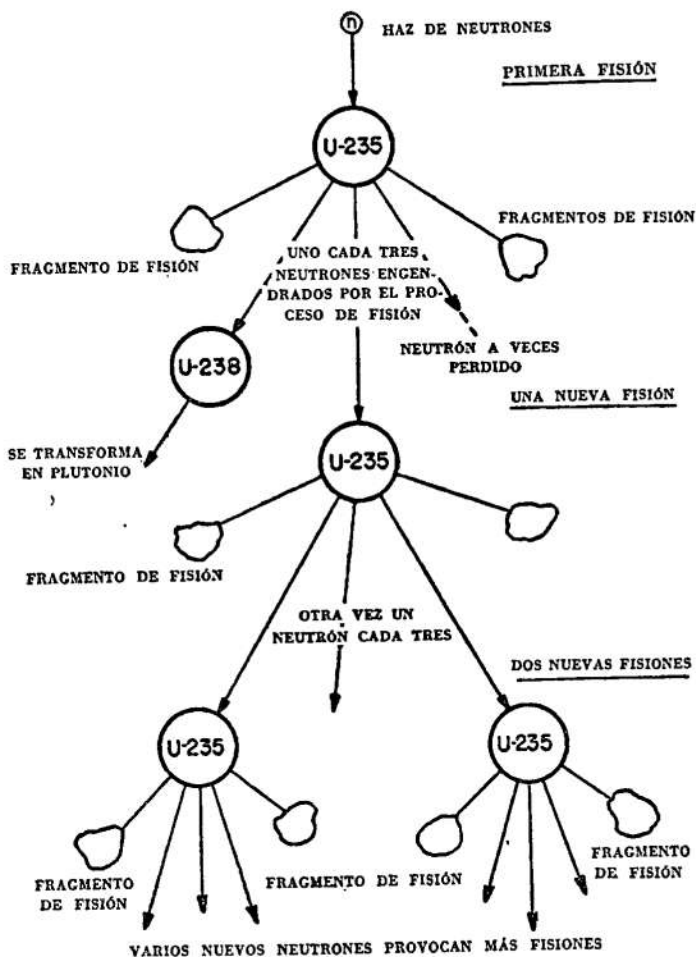 n
HAZ DE NEUTRONES
PRIMERA FISIÓN
U-235
FRAGMENTOS DE FISIÓN
FRAGMENTO DE FISIÓN
UNO CADA TRES
NEUTRONES ENGEN-
DRADOS POR EL PRO-
CESO DE FISIÓN
NEUTRÓN A VECES
PERDIDO
U-238
UNA NUEVA FISIÓN
SE TRANSFORMA
EN PLUTONIO
U-235
FRAGMENTO DE FISIÓN
OTRA VEZ UN
NEUTRÓN CADA TRES
DOS NUEVAS FISIONES
U-235
U-235
FRAGMENTO
DE FISIÓN
FRAGMENTO DE FISIÓN
FRAGMENTO
DE FISIÓN
VARIOS NUEVOS NEUTRONES PROVOCAN MÁS FISIONES